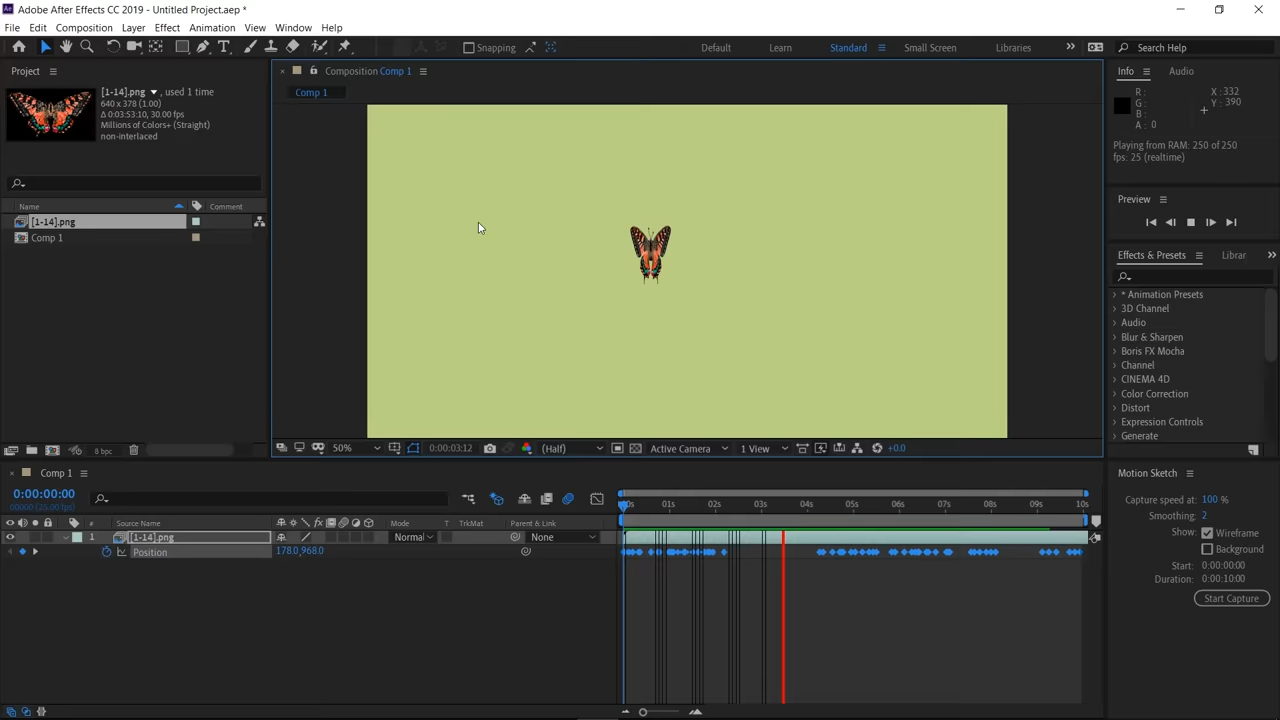 Adobe After Effects CC 2019 - Untitled Project.aep *
File Edit Composition Layer Effect Animation View Window Help
Snapping
Default Learn Standard Small Screen Libraries Search Help
Project
[1-14].png , used 1 time
640 x 378 (1.00)
Δ 0:03:53:10, 30.00 fps
Millions of Colors+ (Straight)
non-interlaced
Name Comment
[1-14].png
Comp 1
8 bpc
Composition Comp 1
Comp 1
50% 0:00:03:12 (Half) Active Camera 1 View +0.0
Info Audio
R :
G :
B :
A : 0
X : 332
Y : 390
Playing from RAM: 250 of 250
fps: 25 (realtime)
Preview
Effects & Presets Librar
* Animation Presets
3D Channel
Audio
Blur & Sharpen
Boris FX Mocha
Channel
CINEMA 4D
Color Correction
Distort
Expression Controls
Generate
Comp 1
0:00:00:00
00000 (25.00 fps)
# Source Name Mode T TrkMat Parent & Link
1 [1-14].png Normal None
Position 178.0,968.0
01s 02s 03s 04s 05s 06s 07s 08s 09s 10s
Motion Sketch
Capture speed at: 100 %
Smoothing: 2
Show: Wireframe
Background
Start: 0:00:00:00
Duration: 0:00:10:00
Start Capture